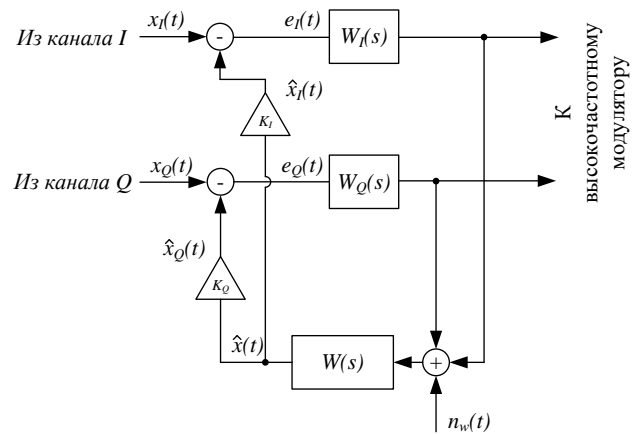 Из канала I
x_I(t)
-
e_I(t)
W_I(s)
x̂_I(t)
K_I
Из канала Q
x_Q(t)
-
e_Q(t)
W_Q(s)
x̂_Q(t)
K_Q
x̂(t)
W(s)
+
n_w(t)
К
высокочастотному
модулятору